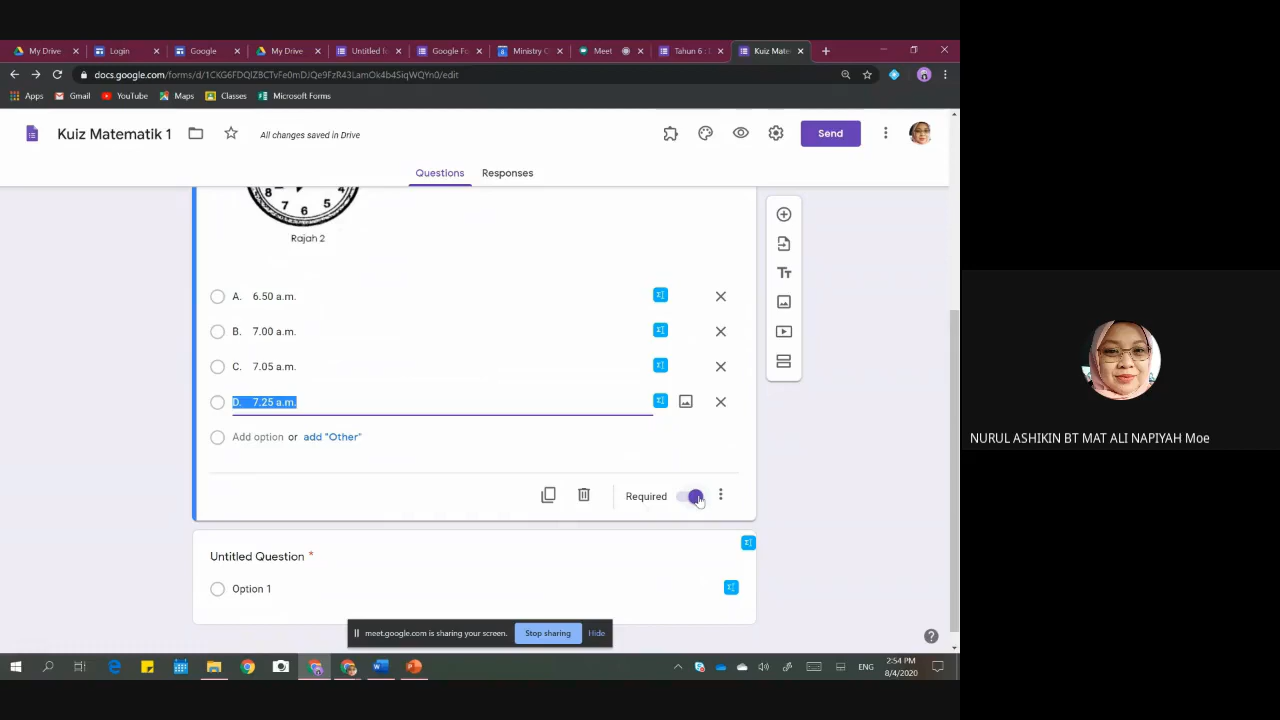 My Drive
Login
Google
My Drive
Untitled fo
Google Fo
Ministry C
Meet
Tahun 6 :
Kuiz Mate
docs.google.com/forms/d/1CKG6FDQIZBCTvFe0mDJQe9FzR43LamOk4b4SiqWQYn0/edit
Apps
Gmail
YouTube
Maps
Classes
Microsoft Forms
Kuiz Matematik 1
All changes saved in Drive
Send
Questions
Responses
8 7 6 5 4
Rajah 2
A. 6.50 a.m.
B. 7.00 a.m.
C. 7.05 a.m.
D. 7.25 a.m.
Add option or add "Other"
Required
Untitled Question *
Option 1
meet.google.com is sharing your screen.
Stop sharing
Hide
ENG
2:54 PM
8/4/2020
NURUL ASHIKIN BT MAT ALI NAPIYAH Moe